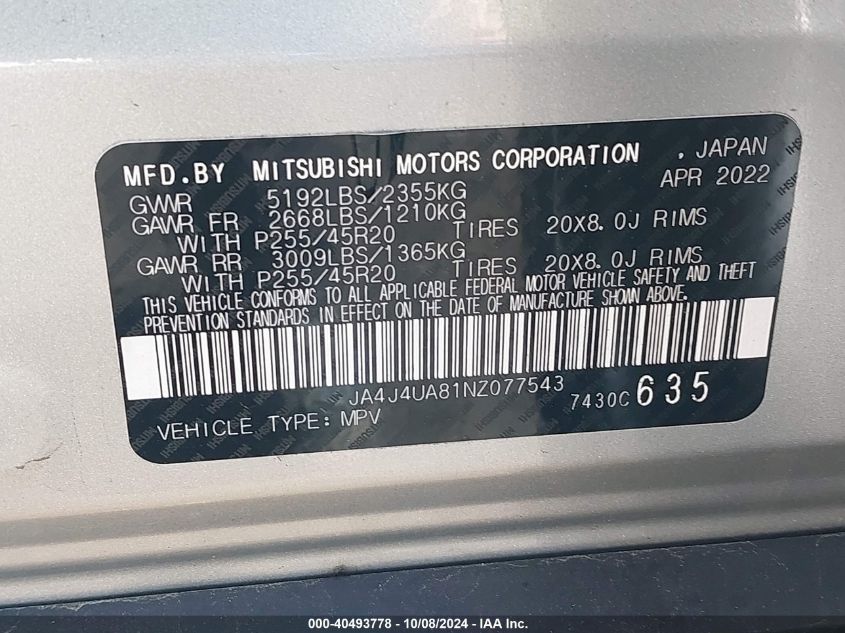 MFD.BY MITSUBISHI MOTORS CORPORATION , JAPAN
APR 2022
GVWR 5192LBS/2355KG
GAWR FR 2668LBS/1210KG
WITH P255/45R20 TIRES 20X8.0J RIMS
GAWR RR 3009LBS/1365KG
WITH P255/45R20 TIRES 20X8.0J RIMS
THIS VEHICLE CONFORMS TO ALL APPLICABLE FEDERAL MOTOR VEHICLE SAFETY AND THEFT
PREVENTION STANDARDS IN EFFECT ON THE DATE OF MANUFACTURE SHOWN ABOVE.
JA4J4UA81NZ077543 7430C 635
VEHICLE TYPE: MPV
000-40493778 - 10/08/2024 - IAA Inc.